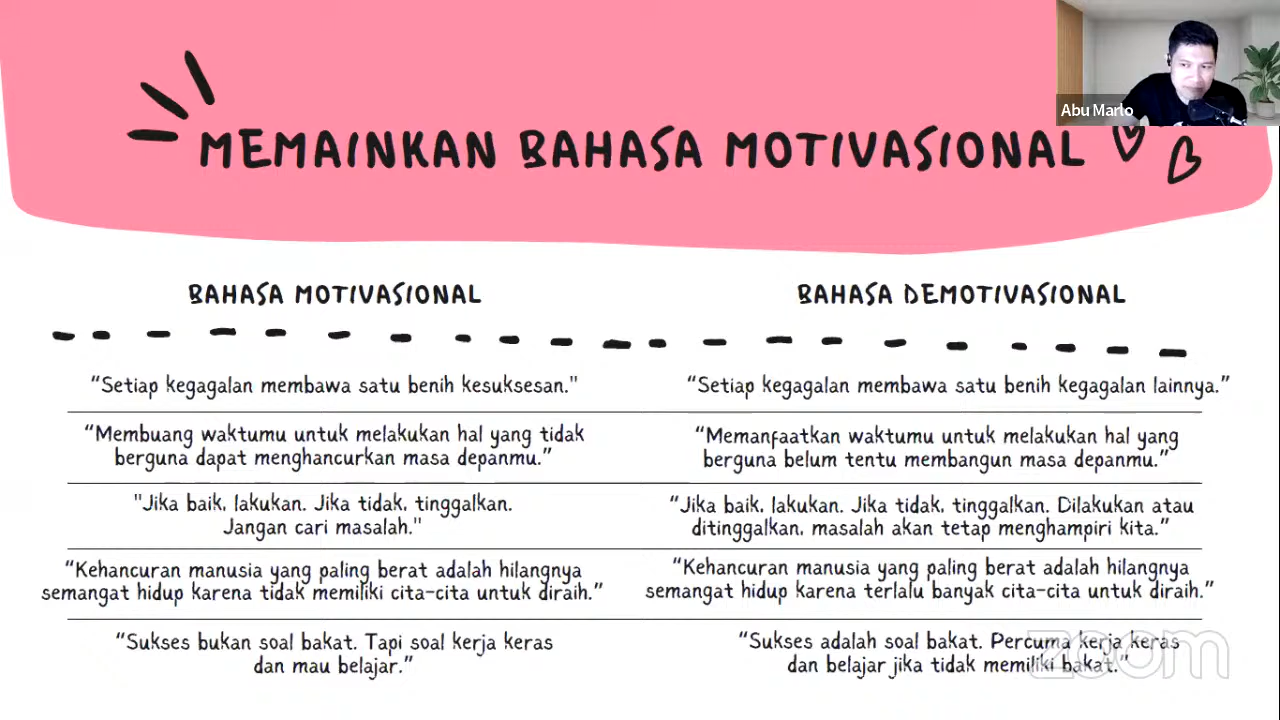 Abu Marlo
MEMAINKAN BAHASA MOTIVASIONAL
BAHASA MOTIVASIONAL
BAHASA DEMOTIVASIONAL
“Setiap kegagalan membawa satu benih kesuksesan."
“Setiap kegagalan membawa satu benih kegagalan lainnya.”
“Membuang waktumu untuk melakukan hal yang tidak
berguna dapat menghancurkan masa depanmu.”
“Memanfaatkan waktumu untuk melakukan hal yang
berguna belum tentu membangun masa depanmu.”
"Jika baik, lakukan. Jika tidak, tinggalkan.
Jangan cari masalah."
“Jika baik, lakukan. Jika tidak, tinggalkan. Dilakukan atau
ditinggalkan, masalah akan tetap menghampiri kita.”
“Kehancuran manusia yang paling berat adalah hilangnya
semangat hidup karena tidak memiliki cita-cita untuk diraih.”
“Kehancuran manusia yang paling berat adalah hilangnya
semangat hidup karena terlalu banyak cita-cita untuk diraih.”
“Sukses bukan soal bakat. Tapi soal kerja keras
dan mau belajar.”
“Sukses adalah soal bakat. Percuma kerja keras
dan belajar jika tidak memiliki bakat.”
zoom